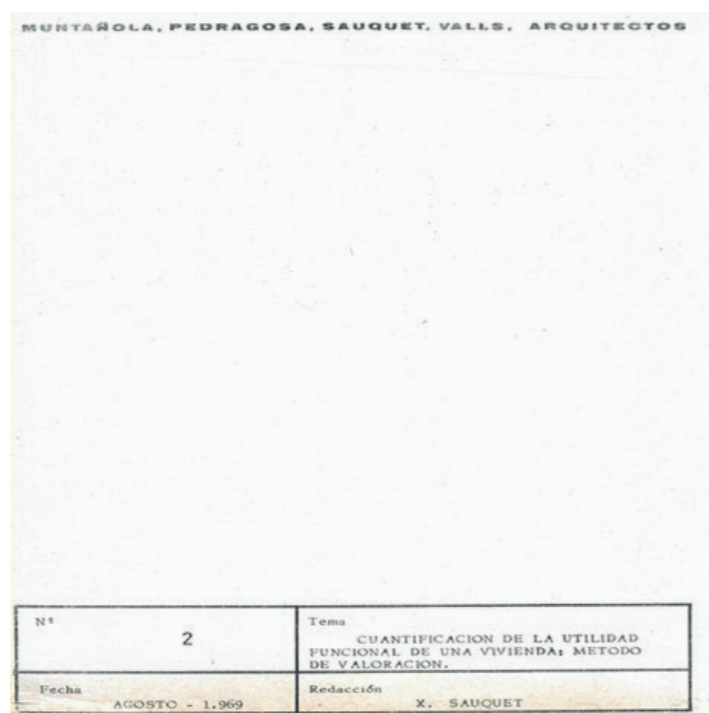 MUNTAÑOLA, PEDRAGOSA, SAUQUET, VALLS, ARQUITECTOS
Nº
2
Tema
CUANTIFICACION DE LA UTILIDAD
FUNCIONAL DE UNA VIVIENDA: METODO
DE VALORACION.
Fecha
AGOSTO - 1.969
Redacción
X. SAUQUET